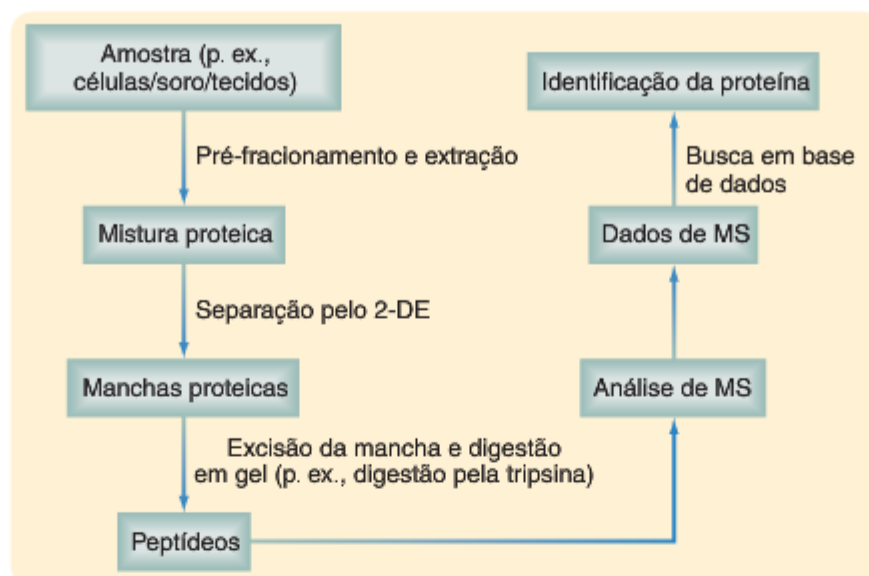 Amostra (p. ex.,
células/soro/tecidos)
Pré-fracionamento e extração
Mistura proteica
Separação pelo 2-DE
Manchas proteicas
Excisão da mancha e digestão
em gel (p. ex., digestão pela tripsina)
Peptídeos
Análise de MS
Dados de MS
Busca em base
de dados
Identificação da proteína